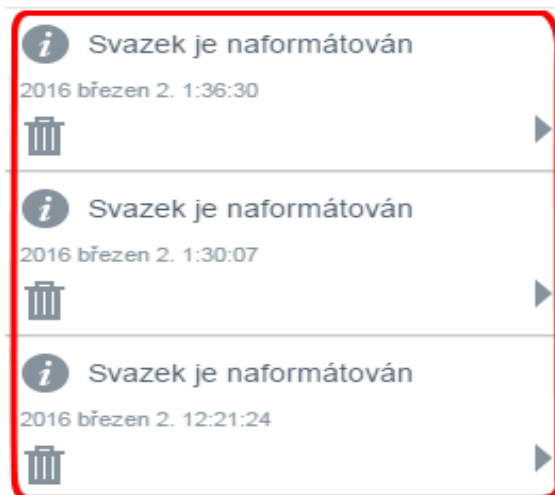 Svazek je naformátován
2016 březen 2. 1:36:30
Svazek je naformátován
2016 březen 2. 1:30:07
Svazek je naformátován
2016 březen 2. 12:21:24